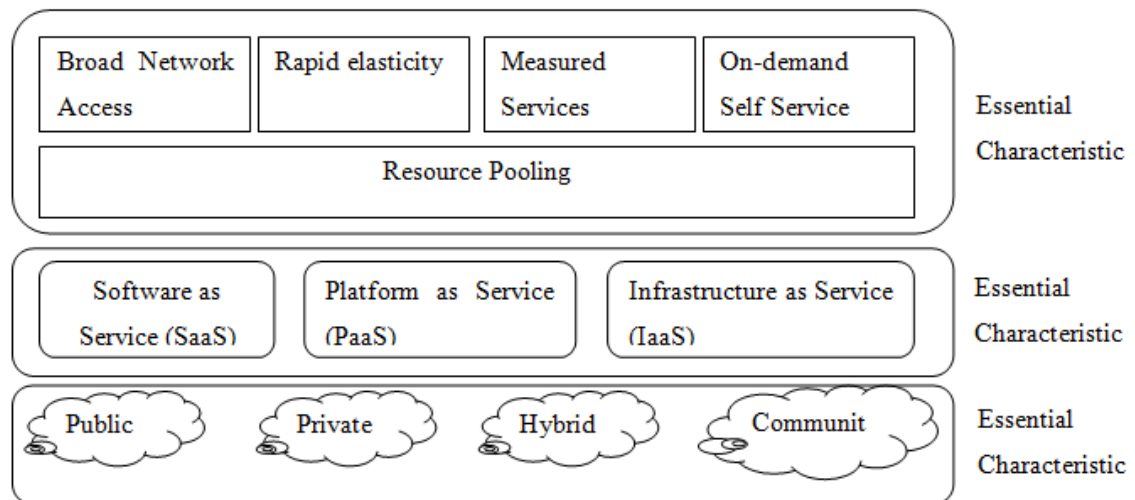 Broad Network
Access
Rapid elasticity
Measured
Services
On-demand
Self Service
Resource Pooling
Essential
Characteristic
Software as
Service (SaaS)
Platform as Service
(PaaS)
Infrastructure as Service
(IaaS)
Essential
Characteristic
Public
Private
Hybrid
Communit
Essential
Characteristic